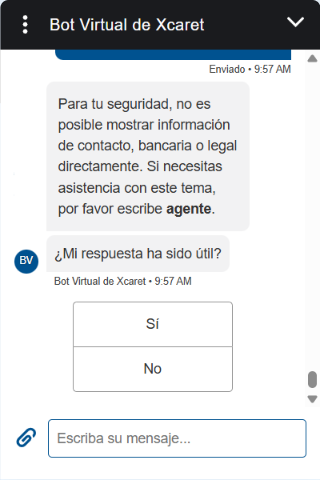 Bot Virtual de Xcaret
Enviado • 9:57 AM
Para tu seguridad, no es
posible mostrar información
de contacto, bancaria o legal
directamente. Si necesitas
asistencia con este tema,
por favor escribe agente.
¿Mi respuesta ha sido útil?
BV
Bot Virtual de Xcaret • 9:57 AM
Sí
No
Escriba su mensaje...